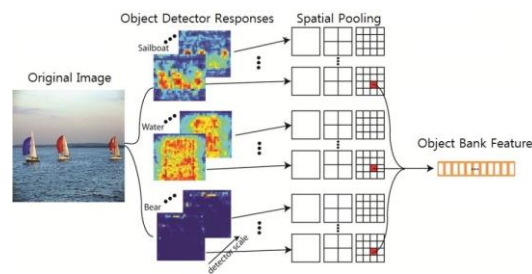 Object Detector Responses
Spatial Pooling
Sailboat
Original Image
Water
Object Bank Feature
Bear
detector scale